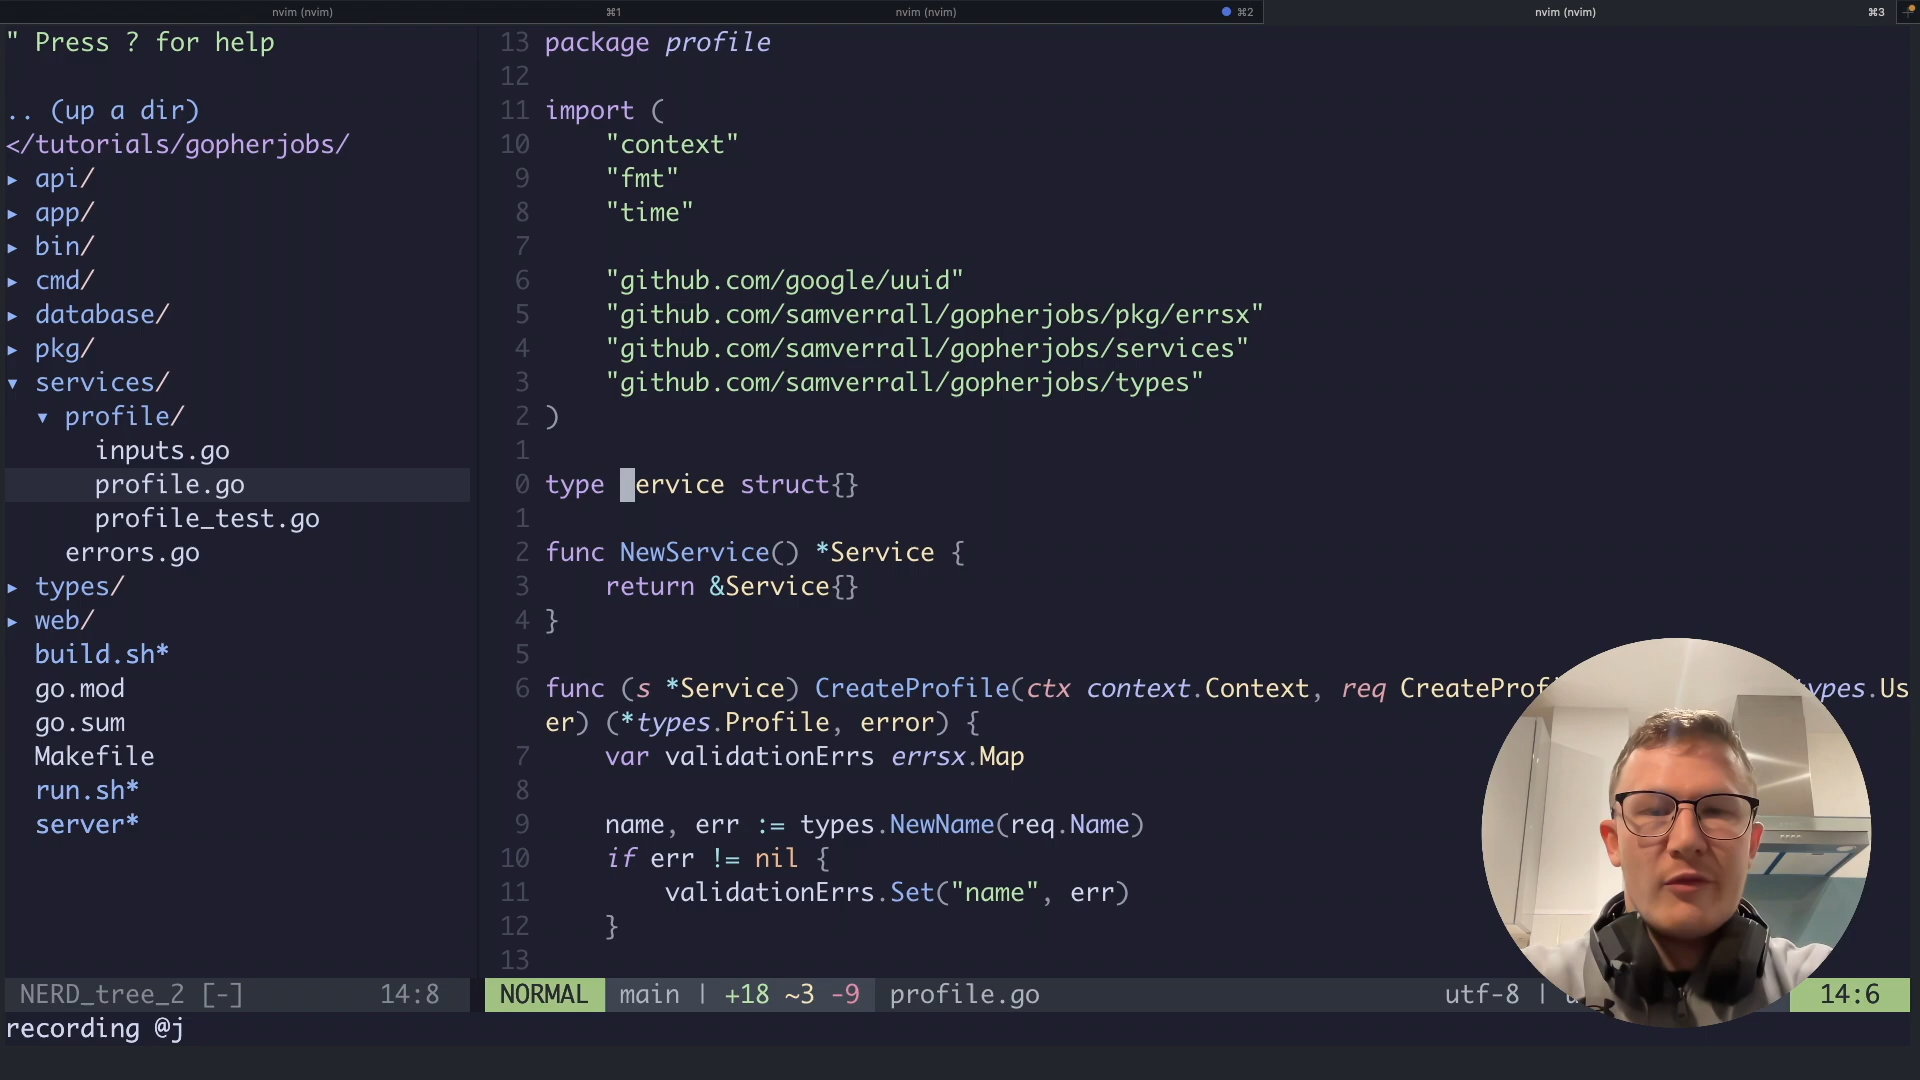 nvim (nvim) ⌘1 nvim (nvim) ⌘2 nvim (nvim) ⌘3
" Press ? for help
.. (up a dir)
</tutorials/gopherjobs/
▸ api/
▸ app/
▸ bin/
▸ cmd/
▸ database/
▸ pkg/
▾ services/
▾ profile/
inputs.go
profile.go
profile_test.go
errors.go
▸ types/
▸ web/
build.sh*
go.mod
go.sum
Makefile
run.sh*
server*
13 package profile
12
11 import (
10 "context"
9 "fmt"
8 "time"
7
6 "github.com/google/uuid"
5 "github.com/samverrall/gopherjobs/pkg/errsx"
4 "github.com/samverrall/gopherjobs/services"
3 "github.com/samverrall/gopherjobs/types"
2 )
1
0 type ervice struct{}
1
2 func NewService() *Service {
3 return &Service{}
4 }
5
6 func (s *Service) CreateProfile(ctx context.Context, req CreateProf ypes.Us
er) (*types.Profile, error) {
7 var validationErrs errsx.Map
8
9 name, err := types.NewName(req.Name)
10 if err != nil {
11 validationErrs.Set("name", err)
12 }
13
NERD_tree_2 [-] 14:8 NORMAL main | +18 ~3 -9 profile.go utf-8 | 14:6
recording @j